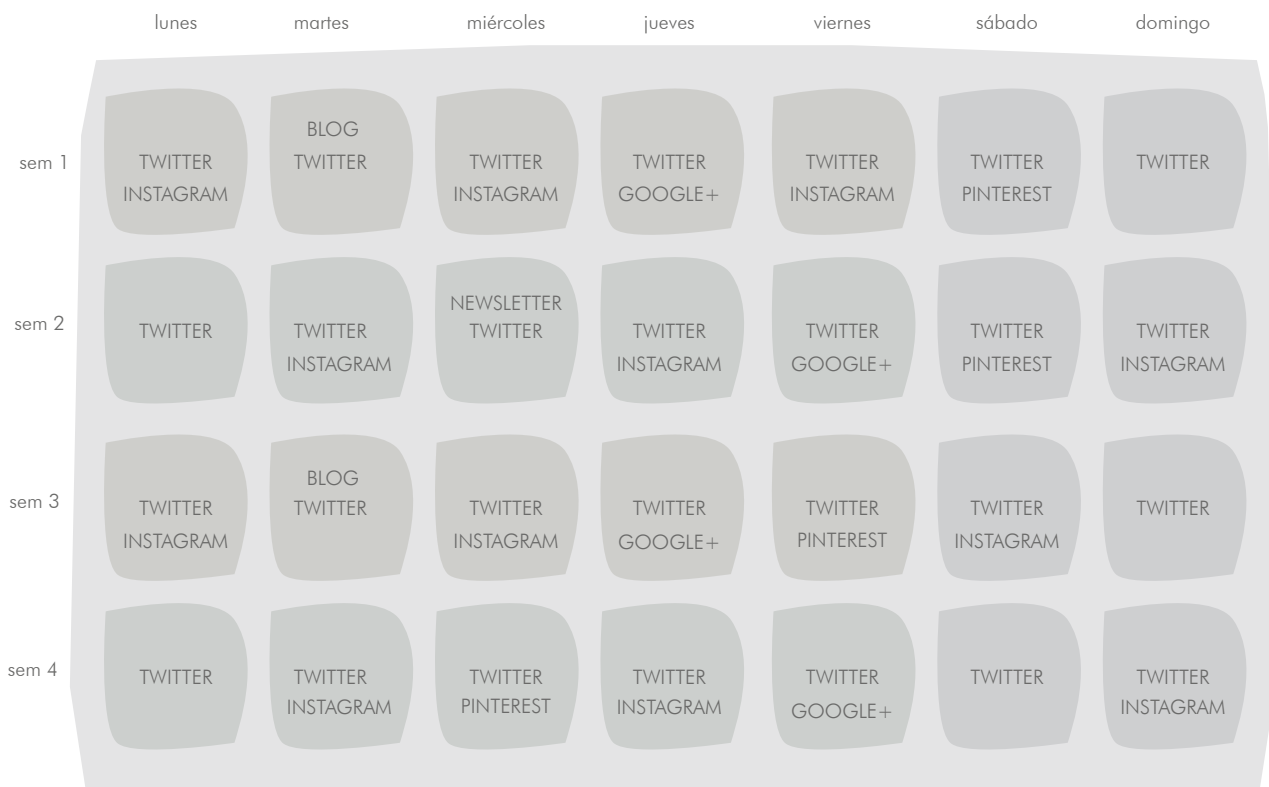 lunes martes miércoles jueves viernes sábado domingo
BLOG
sem 1 TWITTER TWITTER TWITTER TWITTER TWITTER TWITTER TWITTER
INSTAGRAM INSTAGRAM GOOGLE+ INSTAGRAM PINTEREST
NEWSLETTER
sem 2 TWITTER TWITTER TWITTER TWITTER TWITTER TWITTER TWITTER
INSTAGRAM INSTAGRAM GOOGLE+ PINTEREST INSTAGRAM
BLOG
sem 3 TWITTER TWITTER TWITTER TWITTER TWITTER TWITTER TWITTER
INSTAGRAM INSTAGRAM GOOGLE+ PINTEREST INSTAGRAM
sem 4 TWITTER TWITTER TWITTER TWITTER TWITTER TWITTER TWITTER
INSTAGRAM PINTEREST INSTAGRAM GOOGLE+ INSTAGRAM